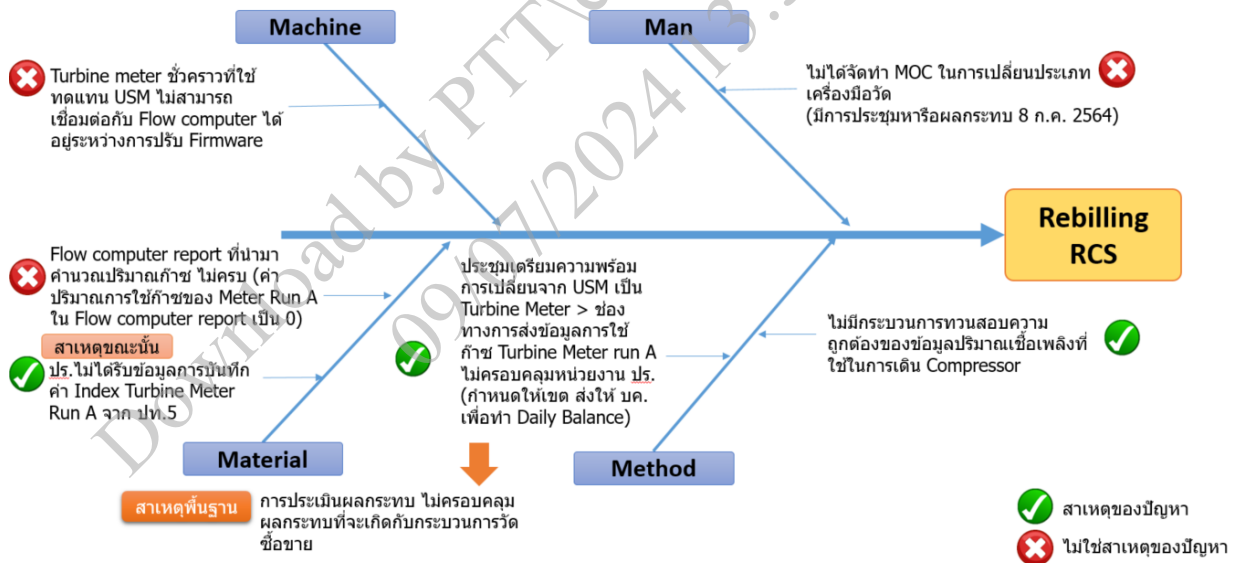 Machine
Man
Turbine meter ชั่วคราวที่ใช้
ทดแทน USM ไม่สามารถ
เชื่อมต่อกับ Flow computer ได้
อยู่ระหว่างการปรับ Firmware
ไม่ได้จัดทำ MOC ในการเปลี่ยนประเภท
เครื่องมือวัด
(มีการประชุมหารือผลกระทบ 8 ก.ค. 2564)
Rebilling
RCS
Flow computer report ที่นำมา
คำนวณปริมาณก๊าซ ไม่ครบ (ค่า
ปริมาณการใช้ก๊าซของ Meter Run A
ใน Flow computer report เป็น 0)
สาเหตุขณะนั้น
ปร.ไม่ได้รับข้อมูลการบันทึก
ค่า Index Turbine Meter
Run A จาก ปท.5
ประชุมเตรียมความพร้อม
การเปลี่ยนจาก USM เป็น
Turbine Meter > ช่อง
ทางการส่งข้อมูลการใช้
ก๊าซ Turbine Meter run A
ไม่ครอบคลุมหน่วยงาน ปร.
(กำหนดให้เขต ส่งให้ บค.
เพื่อทำ Daily Balance)
ไม่มีกระบวนการทวนสอบความ
ถูกต้องของข้อมูลปริมาณเชื้อเพลิงที่
ใช้ในการเดิน Compressor
Material
Method
สาเหตุพื้นฐาน
การประเมินผลกระทบ ไม่ครอบคลุม
ผลกระทบที่จะเกิดกับกระบวนการวัด
ซื้อขาย
สาเหตุของปัญหา
ไม่ใช่สาเหตุของปัญหา
Download by PTT\
09/07/2024 13: